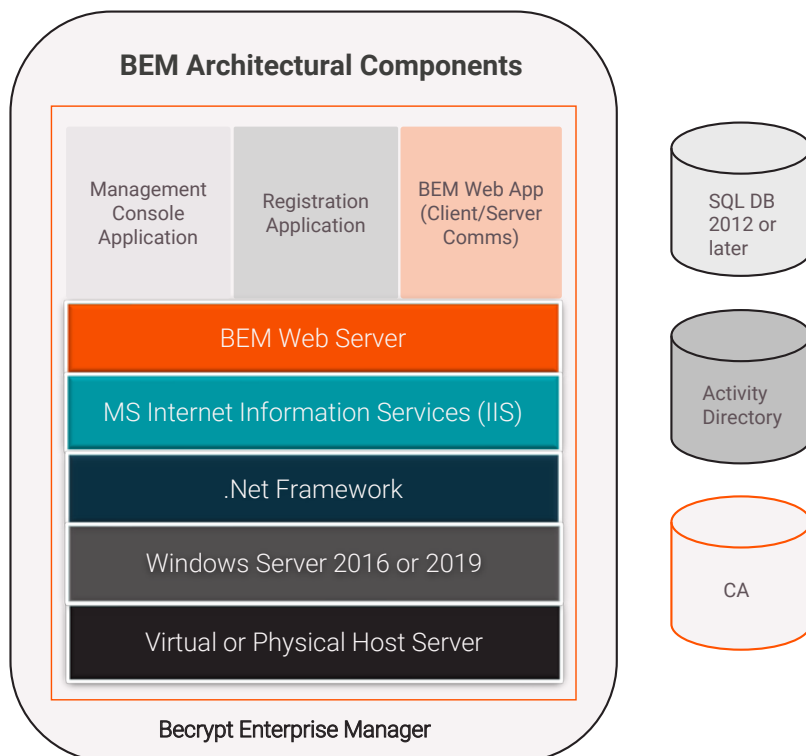 BEM Architectural Components
Management
Console
Application
Registration
Application
BEM Web App
(Client/Server
Comms)
BEM Web Server
MS Internet Information Services (IIS)
.Net Framework
Windows Server 2016 or 2019
Virtual or Physical Host Server
Becrypt Enterprise Manager
SQL DB
2012 or
later
Activity
Directory
CA